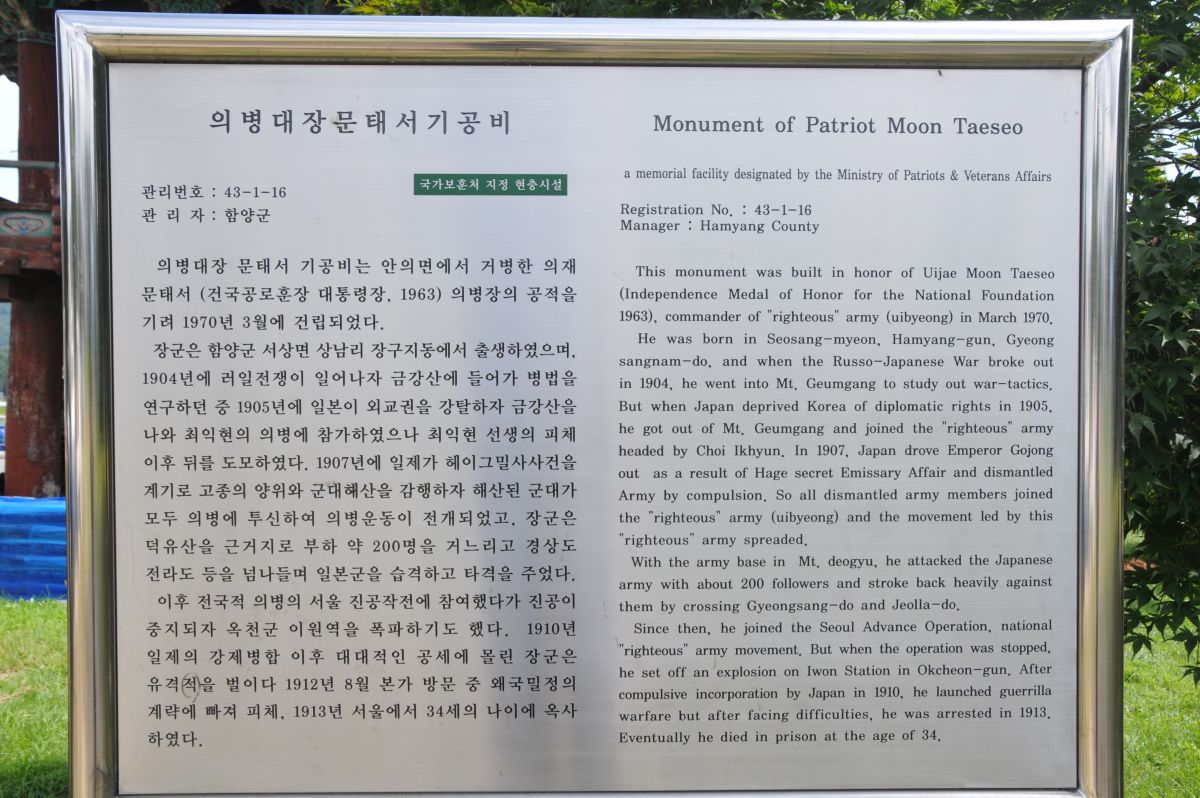 의병대장문태서기공비
국가보훈처 지정 현충시설
관리번호 : 43-1-16
관 리 자 : 함양군
의병대장 문태서 기공비는 안의면에서 거병한 의재
문태서 (건국공로훈장 대통령장, 1963) 의병장의 공적을
기려 1970년 3월에 건립되었다.
장군은 함양군 서상면 상남리 장구지동에서 출생하였으며,
1904년에 러일전쟁이 일어나자 금강산에 들어가 병법을
연구하던 중 1905년에 일본이 외교권을 강탈하자 금강산을
나와 최익현의 의병에 참가하였으나 최익현 선생의 피체
이후 뒤를 도모하였다. 1907년에 일제가 헤이그밀사사건을
계기로 고종의 양위와 군대해산을 감행하자 해산된 군대가
모두 의병에 투신하여 의병운동이 전개되었고, 장군은
덕유산을 근거지로 부하 약 200명을 거느리고 경상도
전라도 등을 넘나들며 일본군을 습격하고 타격을 주었다.
이후 전국적 의병의 서울 진공작전에 참여했다가 진공이
중지되자 옥천군 이원역을 폭파하기도 했다. 1910년
일제의 강제병합 이후 대대적인 공세에 몰린 장군은
유격적을 벌이다 1912년 8월 본가 방문 중 왜국밀정의
계략에 빠져 피체, 1913년 서울에서 34세의 나이에 옥사
하였다.
Monument of Patriot Moon Taeseo
a memorial facility designated by the Ministry of Patriots & Veterans Affairs
Registration No. : 43-1-16
Manager : Hamyang County
This monument was built in honor of Uijae Moon Taeseo
(Independence Medal of Honor for the National Foundation
1963), commander of "righteous" army (uibyeong) in March 1970.
He was born in Seosang-myeon, Hamyang-gun, Gyeong
sangnam-do, and when the Russo-Japanese War broke out
in 1904, he went into Mt. Geumgang to study out war-tactics.
But when Japan deprived Korea of diplomatic rights in 1905,
he got out of Mt. Geumgang and joined the "righteous" army
headed by Choi Ikhyun. In 1907, Japan drove Emperor Gojong
out as a result of Hage secret Emissary Affair and dismantled
Army by compulsion. So all dismantled army members joined
the "righteous" army (uibyeong) and the movement led by this
"righteous" army spreaded.
With the army base in Mt. deogyu, he attacked the Japanese
army with about 200 followers and stroke back heavily against
them by crossing Gyeongsang-do and Jeolla-do.
Since then, he joined the Seoul Advance Operation, national
"righteous" army movement. But when the operation was stopped,
he set off an explosion on Iwon Station in Okcheon-gun. After
compulsive incorporation by Japan in 1910, he launched guerrilla
warfare but after facing difficulties, he was arrested in 1913.
Eventually he died in prison at the age of 34.